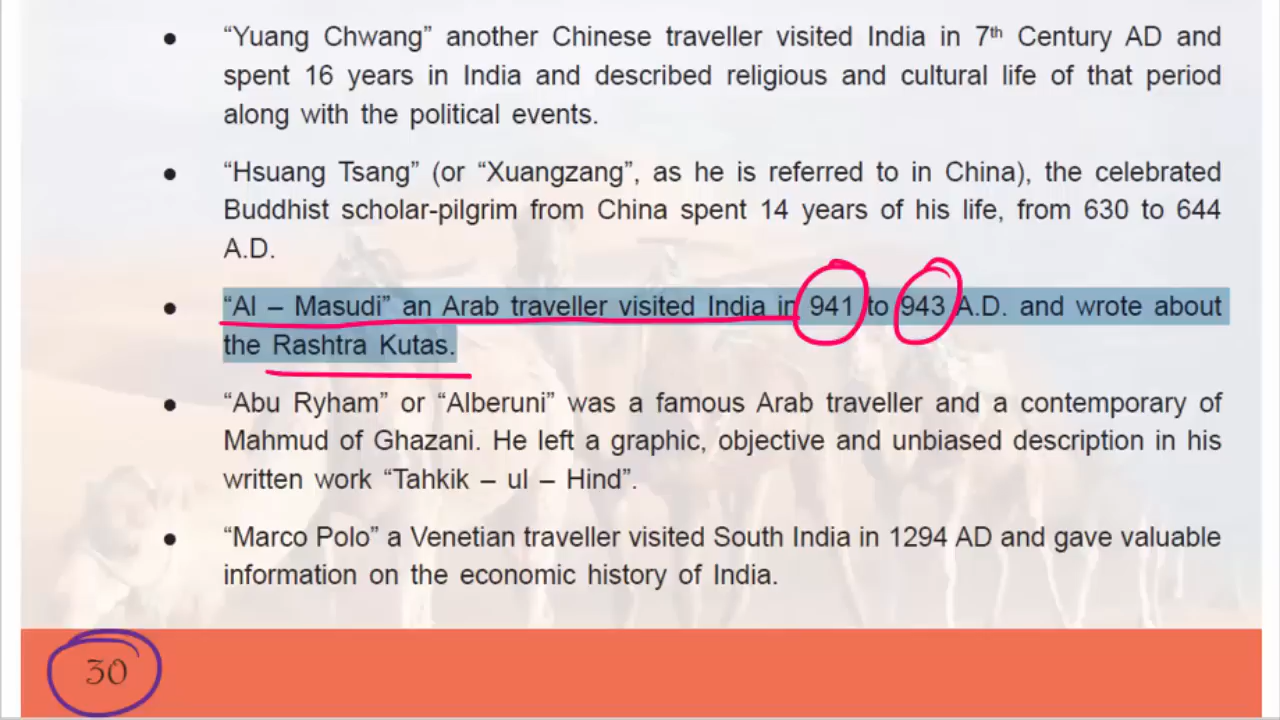 ● “Yuang Chwang” another Chinese traveller visited India in 7th Century AD and
spent 16 years in India and described religious and cultural life of that period
along with the political events.
● “Hsuang Tsang” (or “Xuangzang”, as he is referred to in China), the celebrated
Buddhist scholar-pilgrim from China spent 14 years of his life, from 630 to 644
A.D.
● “Al – Masudi” an Arab traveller visited India in 941 to 943 A.D. and wrote about
the Rashtra Kutas.
● “Abu Ryham” or “Alberuni” was a famous Arab traveller and a contemporary of
Mahmud of Ghazani. He left a graphic, objective and unbiased description in his
written work “Tahkik – ul – Hind”.
● “Marco Polo” a Venetian traveller visited South India in 1294 AD and gave valuable
information on the economic history of India.
30